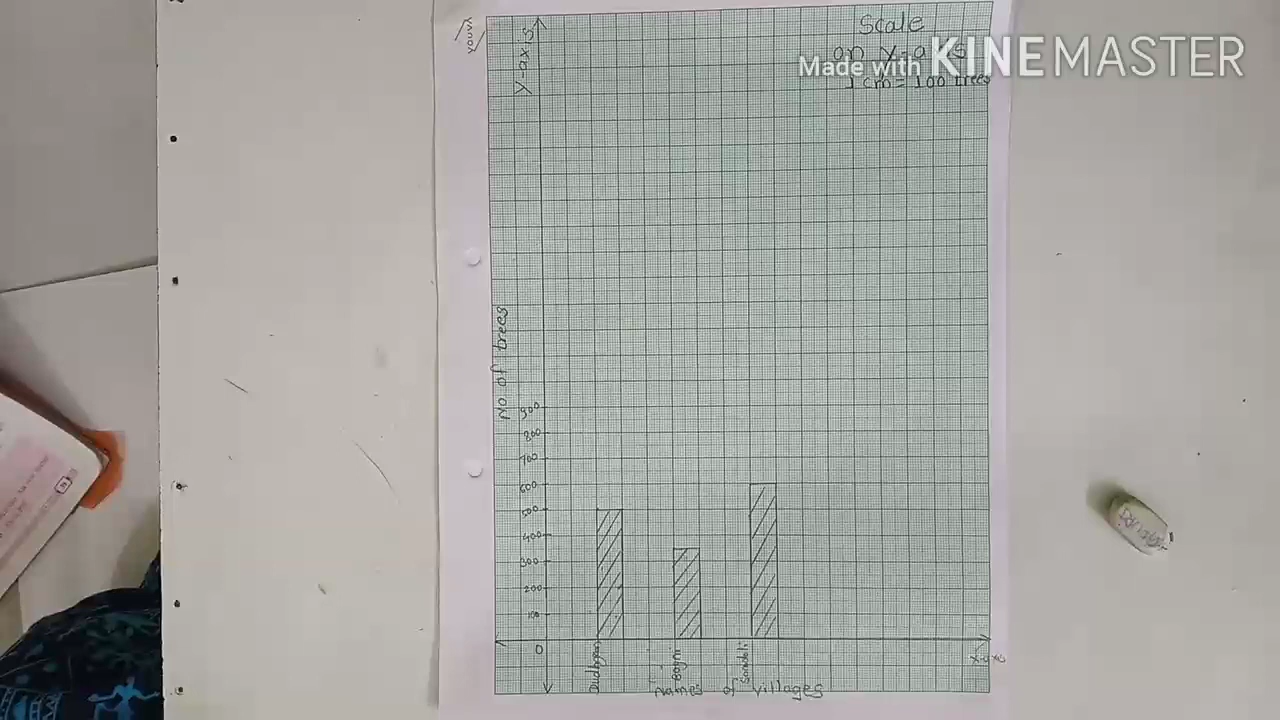 Scale
on y-axis
1 cm = 100 trees
Made with KINEMASTER
y-axis
No of trees
900
800
700
600
500
400
300
200
100
0
Bagni
x-axis
names of villages